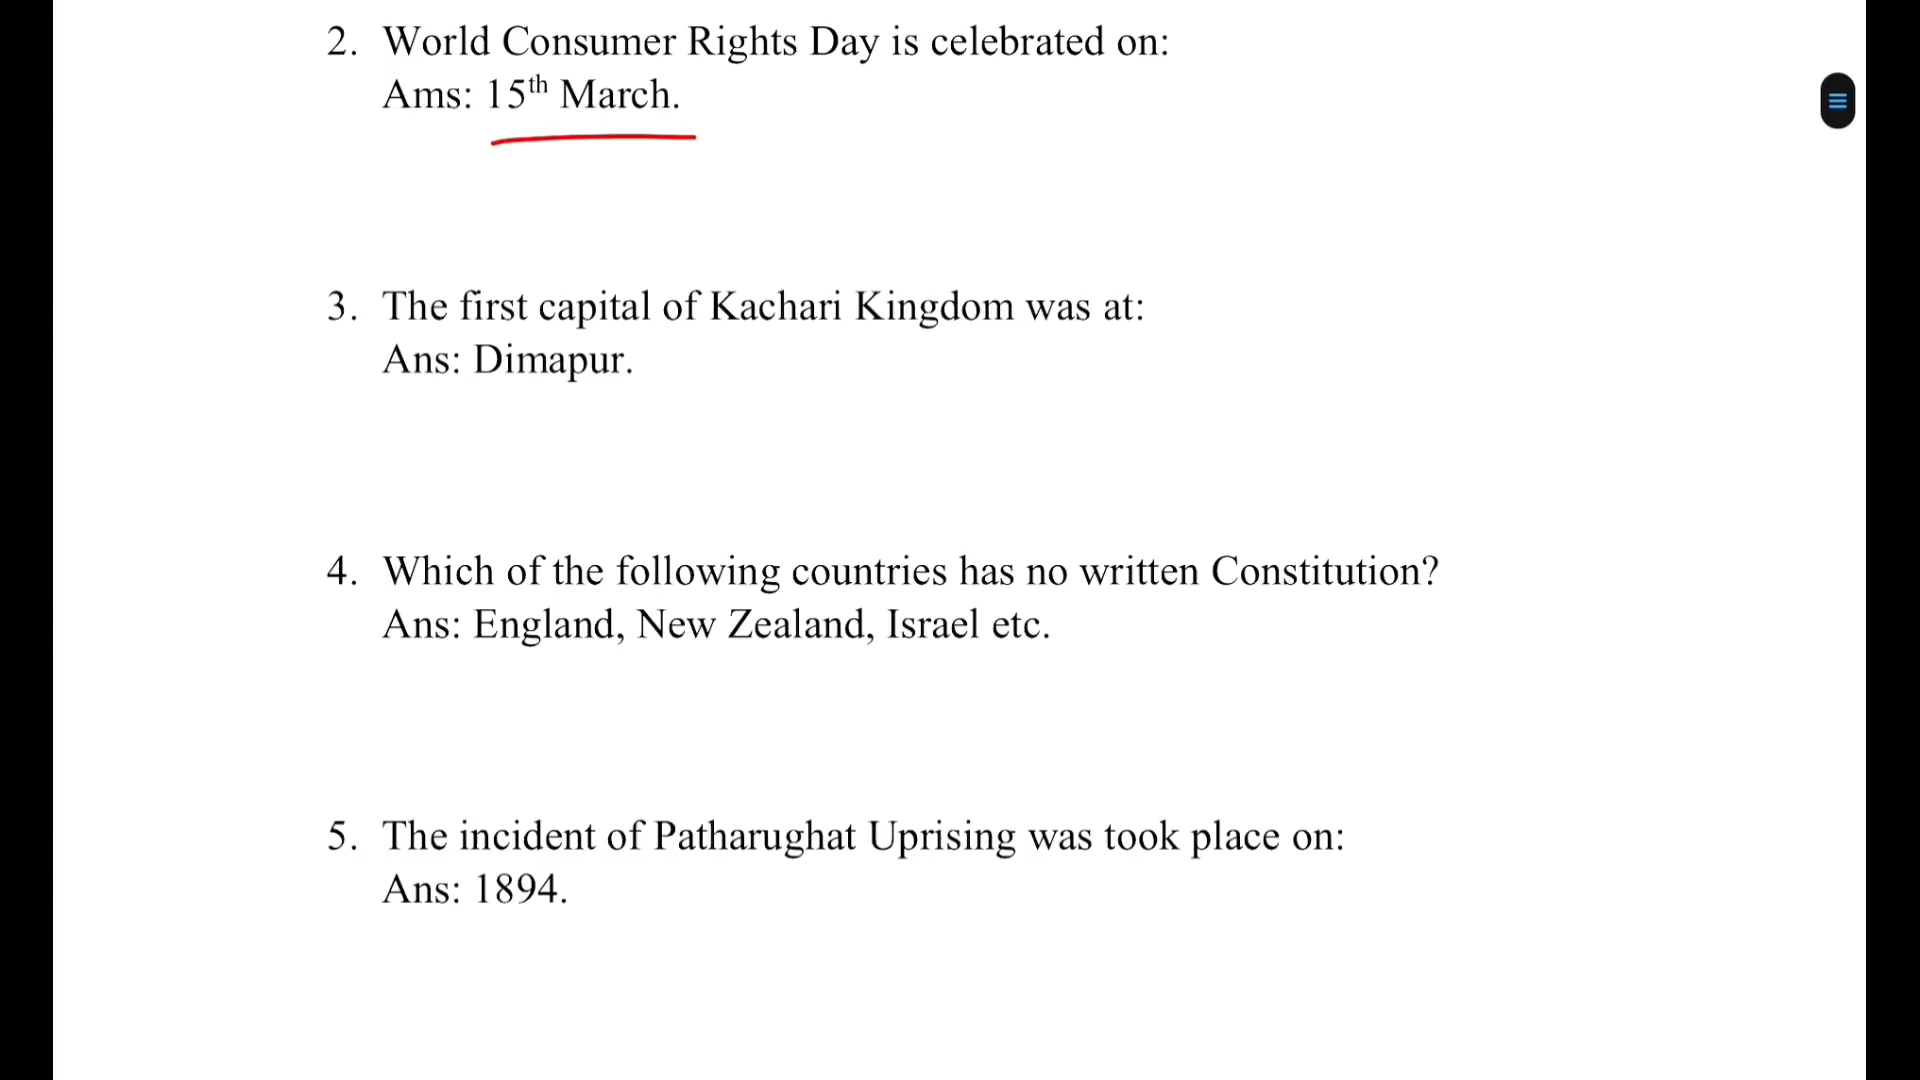 2. World Consumer Rights Day is celebrated on:
Ams: 15th March.
3. The first capital of Kachari Kingdom was at:
Ans: Dimapur.
4. Which of the following countries has no written Constitution?
Ans: England, New Zealand, Israel etc.
5. The incident of Patharughat Uprising was took place on:
Ans: 1894.